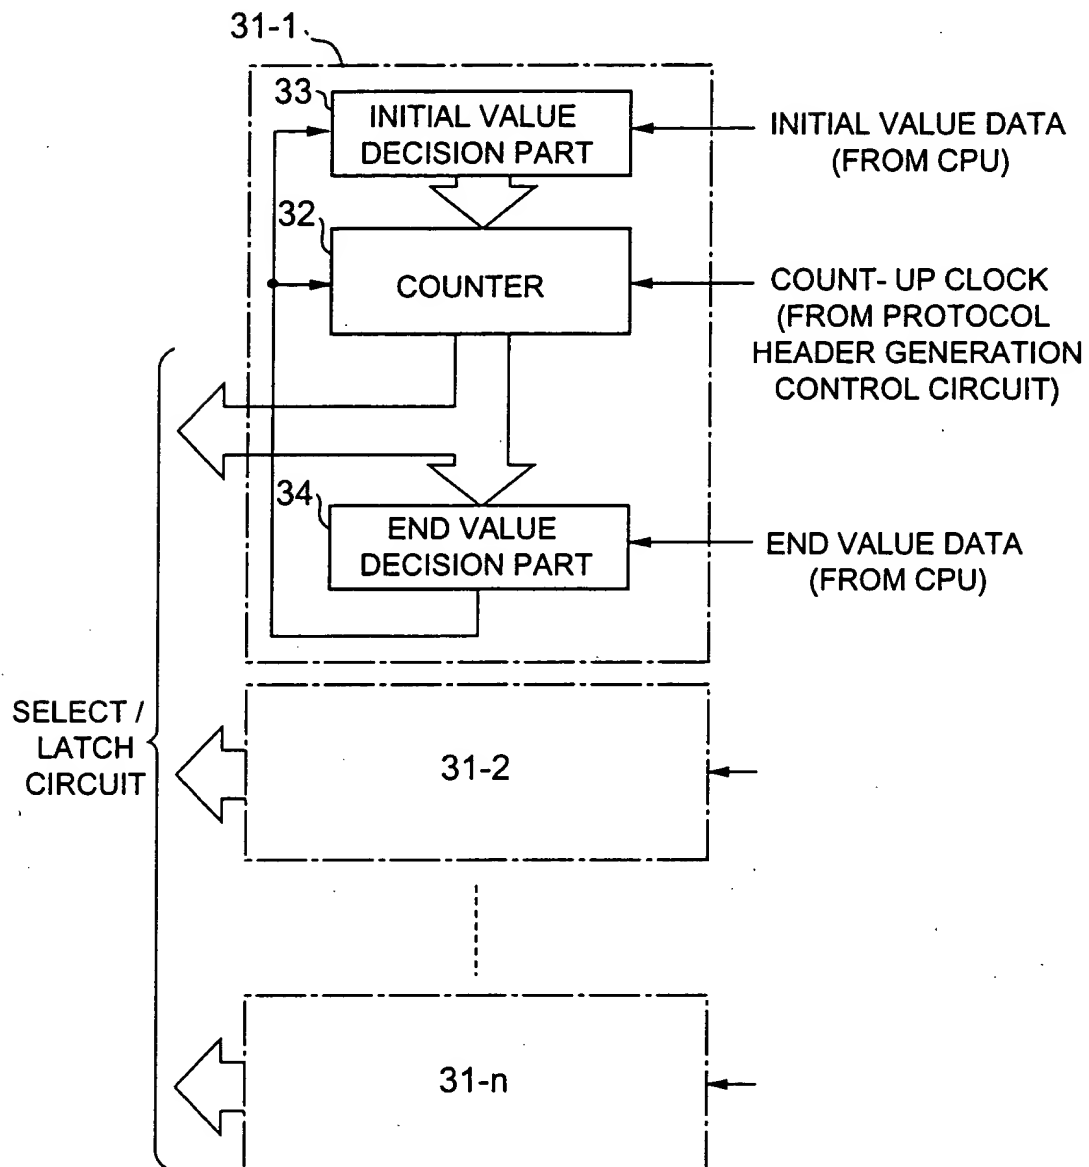 31-1
33
INITIAL VALUE
DECISION PART
INITIAL VALUE DATA
(FROM CPU)
32
COUNTER
COUNT- UP CLOCK
(FROM PROTOCOL
HEADER GENERATION
CONTROL CIRCUIT)
34
END VALUE
DECISION PART
END VALUE DATA
(FROM CPU)
SELECT /
LATCH
CIRCUIT
31-2
31-n